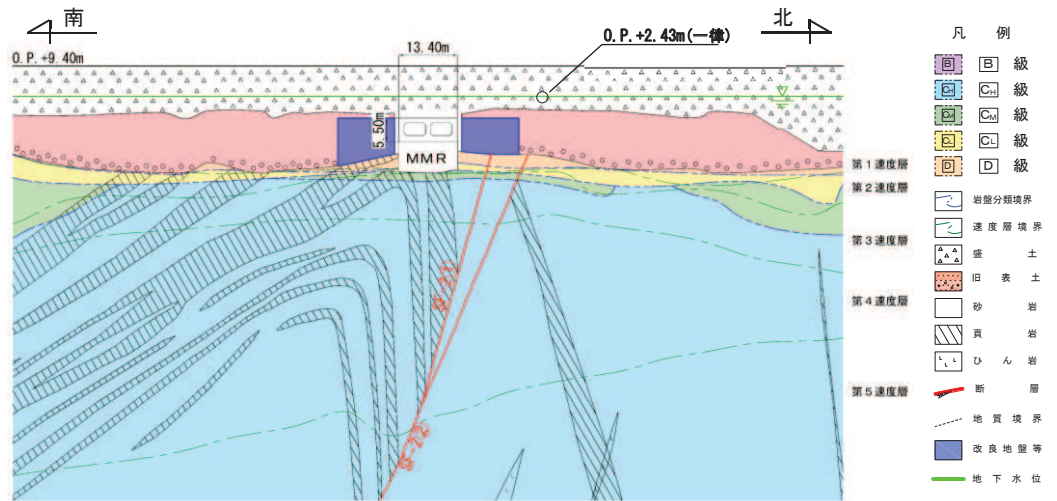 南
北
O.P.+2.43m(一律)
13.40m
O.P.+9.40m
5.50m
MMR
第1速度層
第2速度層
第3速度層
第4速度層
第5速度層
凡 例
B B 級
CH CH 級
CM CM 級
CL CL 級
D D 級
岩盤分類境界
速度層境界
盛 土
旧 表 土
砂 岩
頁 岩
ひ ん 岩
断 層
地 質 境 界
改 良 地 盤 等
地 下 水 位